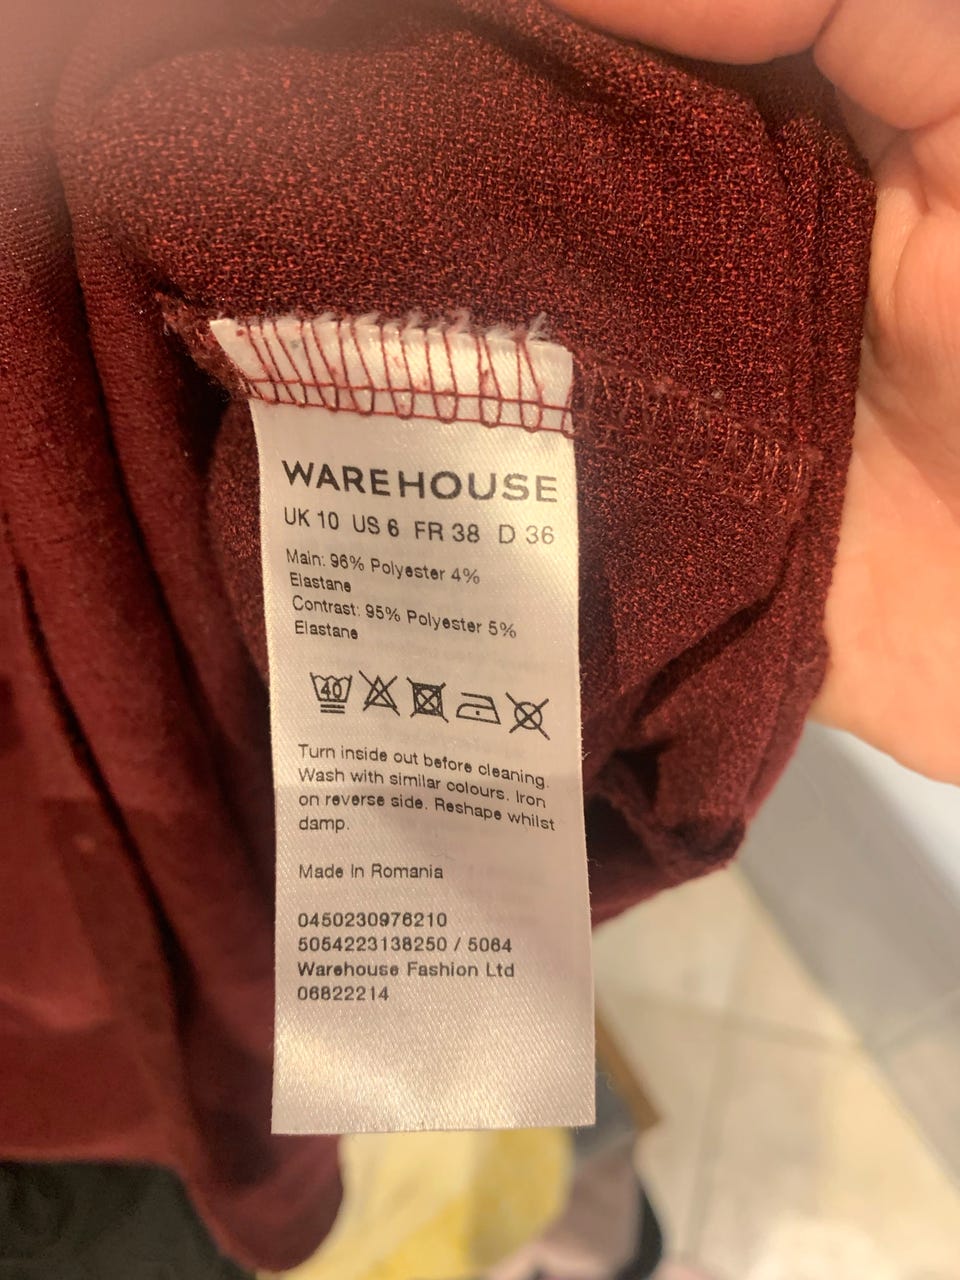 WAREHOUSE
UK 10 US 6 FR 38 D 36
Main: 96% Polyester 4%
Elastane
Contrast: 95% Polyester 5%
Elastane
40
Turn inside out before cleaning.
Wash with similar colours. Iron
on reverse side. Reshape whilst
damp.
Made In Romania
0450230976210
5054223138250 / 5064
Warehouse Fashion Ltd
06822214